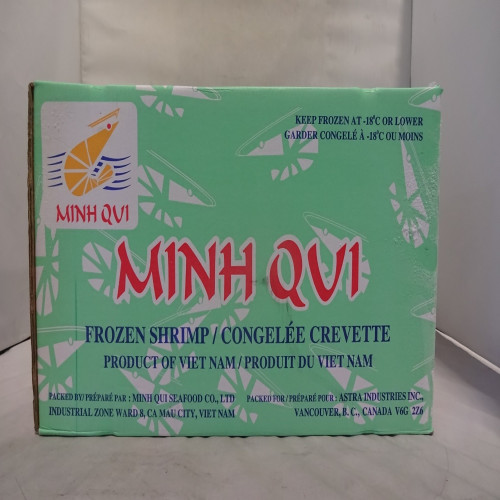 KEEP FROZEN AT -18°C OR LOWER
GARDER CONGELÉ À -18°C OU MOINS
MINH QUI
MINH QUI
FROZEN SHRIMP / CONGELÉE CREVETTE
PRODUCT OF VIET NAM / PRODUIT DU VIET NAM
PACKED BY/ PRÉPARÉ PAR : MINH QUI SEAFOOD CO., LTD
INDUSTRIAL ZONE WARD 8, CA MAU CITY, VIET NAM
PACKED FOR / PRÉPARÉ POUR : ASTRA INDUSTRIES INC.,
VANCOUVER, B. C., CANADA V6G 2Z6